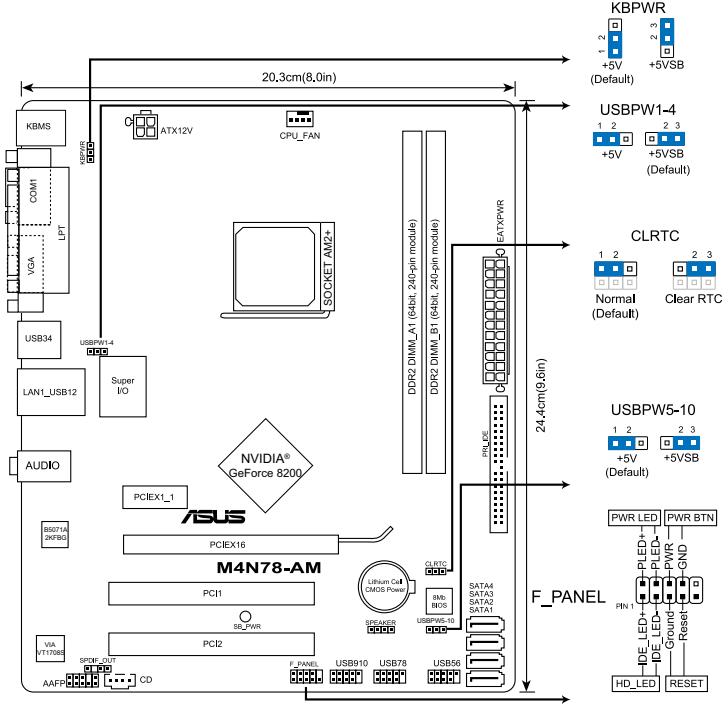 KBPWR
2 3
1 2
+5V +5VSB
(Default)
20.3cm(8.0in)
USBPW1-4
1 2 2 3
+5V +5VSB
(Default)
KBMS
KBPWR
ATX12V
CPU_FAN
COM1
LPT
VGA
SOCKET AM2+
DDR2 DIMM_A1 (64bit, 240-pin module)
DDR2 DIMM_B1 (64bit, 240-pin module)
EATXPWR
CLRTC
1 2 2 3
Normal Clear RTC
(Default)
USB34
USBPW1-4
Super
I/O
LAN1_USB12
24.4cm(9.6in)
PRI_IDE
USBPW5-10
1 2 2 3
+5V +5VSB
(Default)
AUDIO
NVIDIA®
GeForce 8200
PCIEX1_1
ASUS
B5071A
2KFBG
PCIEX16
M4N78-AM
CLRTC
Lithium Cell
CMOS Power
8Mb
BIOS
SATA4
SATA3
SATA2
SATA1
PCI1
SB_PWR
SPEAKER
USBPW5-10
VIA
VT1708S
PCI2
SPDIF_OUT
AAFP
CD
F_PANEL
USB910
USB78
USB56
PWR LED PWR BTN
PLED+
PLED-
PWR
GND
F_PANEL
PIN 1
IDE_LED+
IDE_LED-
Ground
Reset
HD_LED RESET